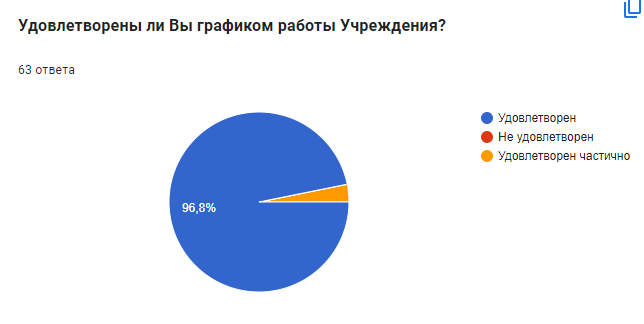 Удовлетворены ли Вы графиком работы Учреждения?
63 ответа
Удовлетворен
Не удовлетворен
Удовлетворен частично
96,8%